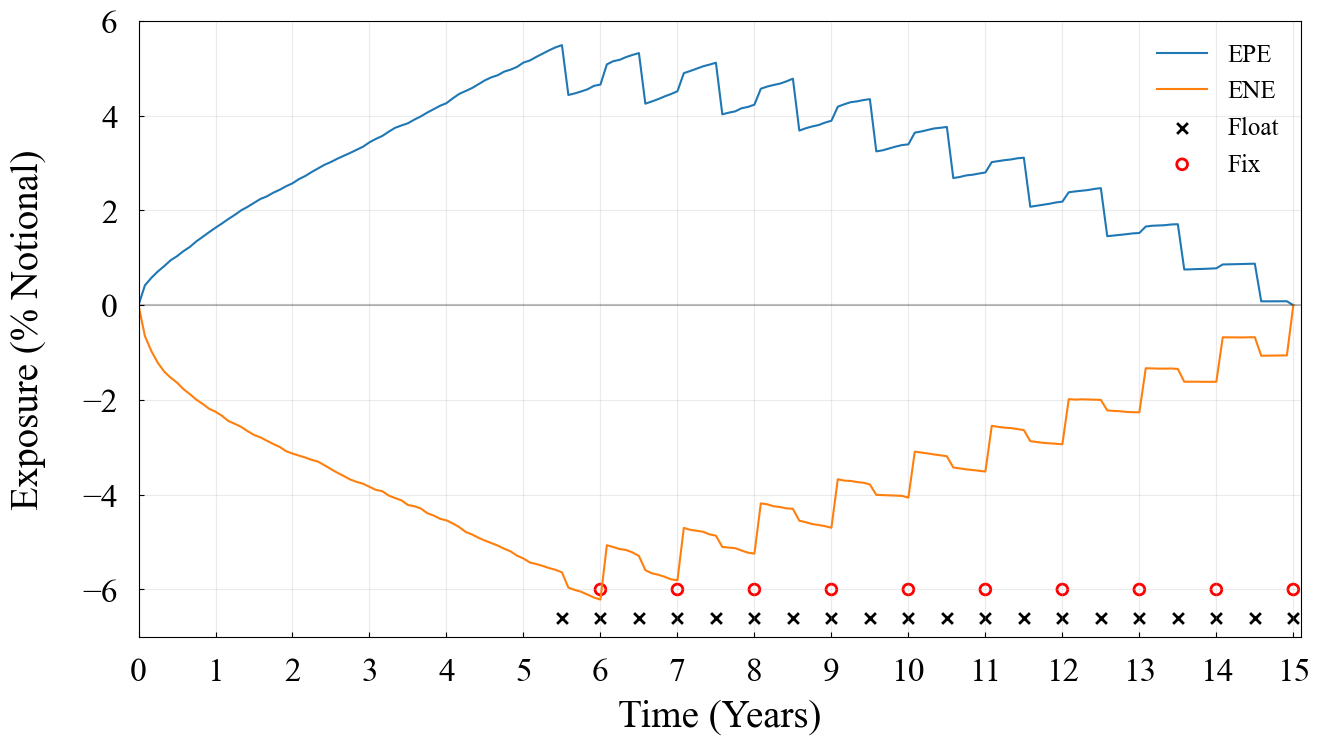 Exposure (% Notional)
6
4
2
0
−2
−4
−6
EPE
ENE
Float
Fix
0 1 2 3 4 5 6 7 8 9 10 11 12 13 14 15
Time (Years)